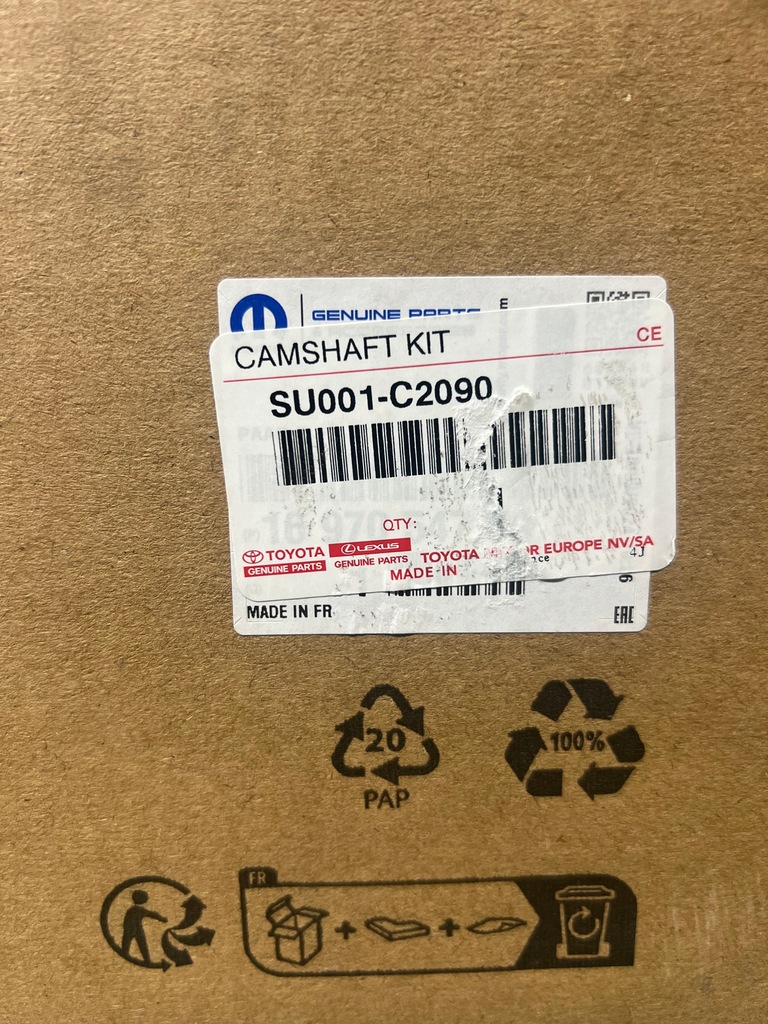 GENUINE PARTS
CAMSHAFT KIT
CE
SU001-C2090
QTY:
TOYOTA
GENUINE PARTS
LEXUS
GENUINE PARTS
TOYOTA EUROPE NV/SA
MADE IN
4J
MADE IN FR
EAC
20
PAP
100%
FR
+ +